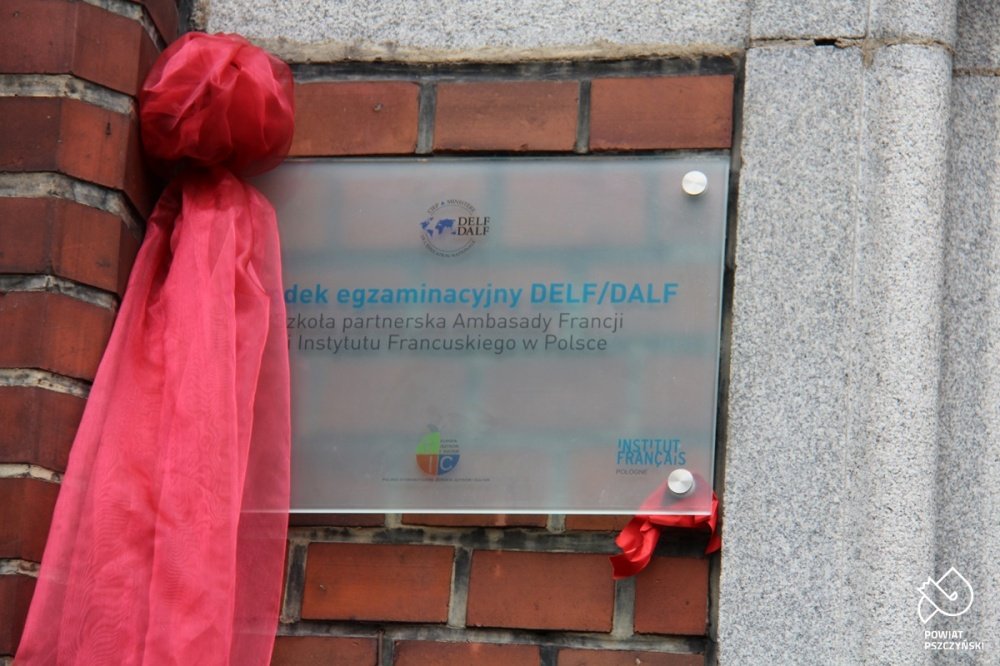 DELF
DALF
dek egzaminacyjny DELF/DALF
zkoła partnerska Ambasady Francji
i Instytutu Francuskiego w Polsce
INSTITUT
FRANÇAIS
POLOGNE
POWIAT
PSZCZYŃSKI